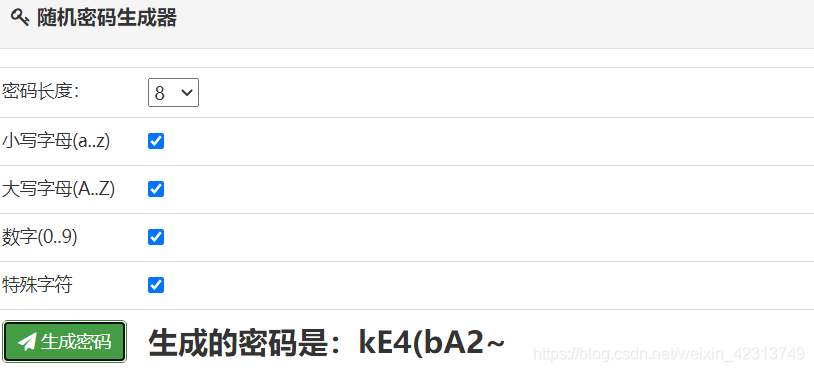 随机密码生成器
密码长度： 8
小写字母(a..z)
大写字母(A..Z)
数字(0..9)
特殊字符
生成密码 生成的密码是：kE4(bA2~
https://blog.csdn.net/weixin_42313749